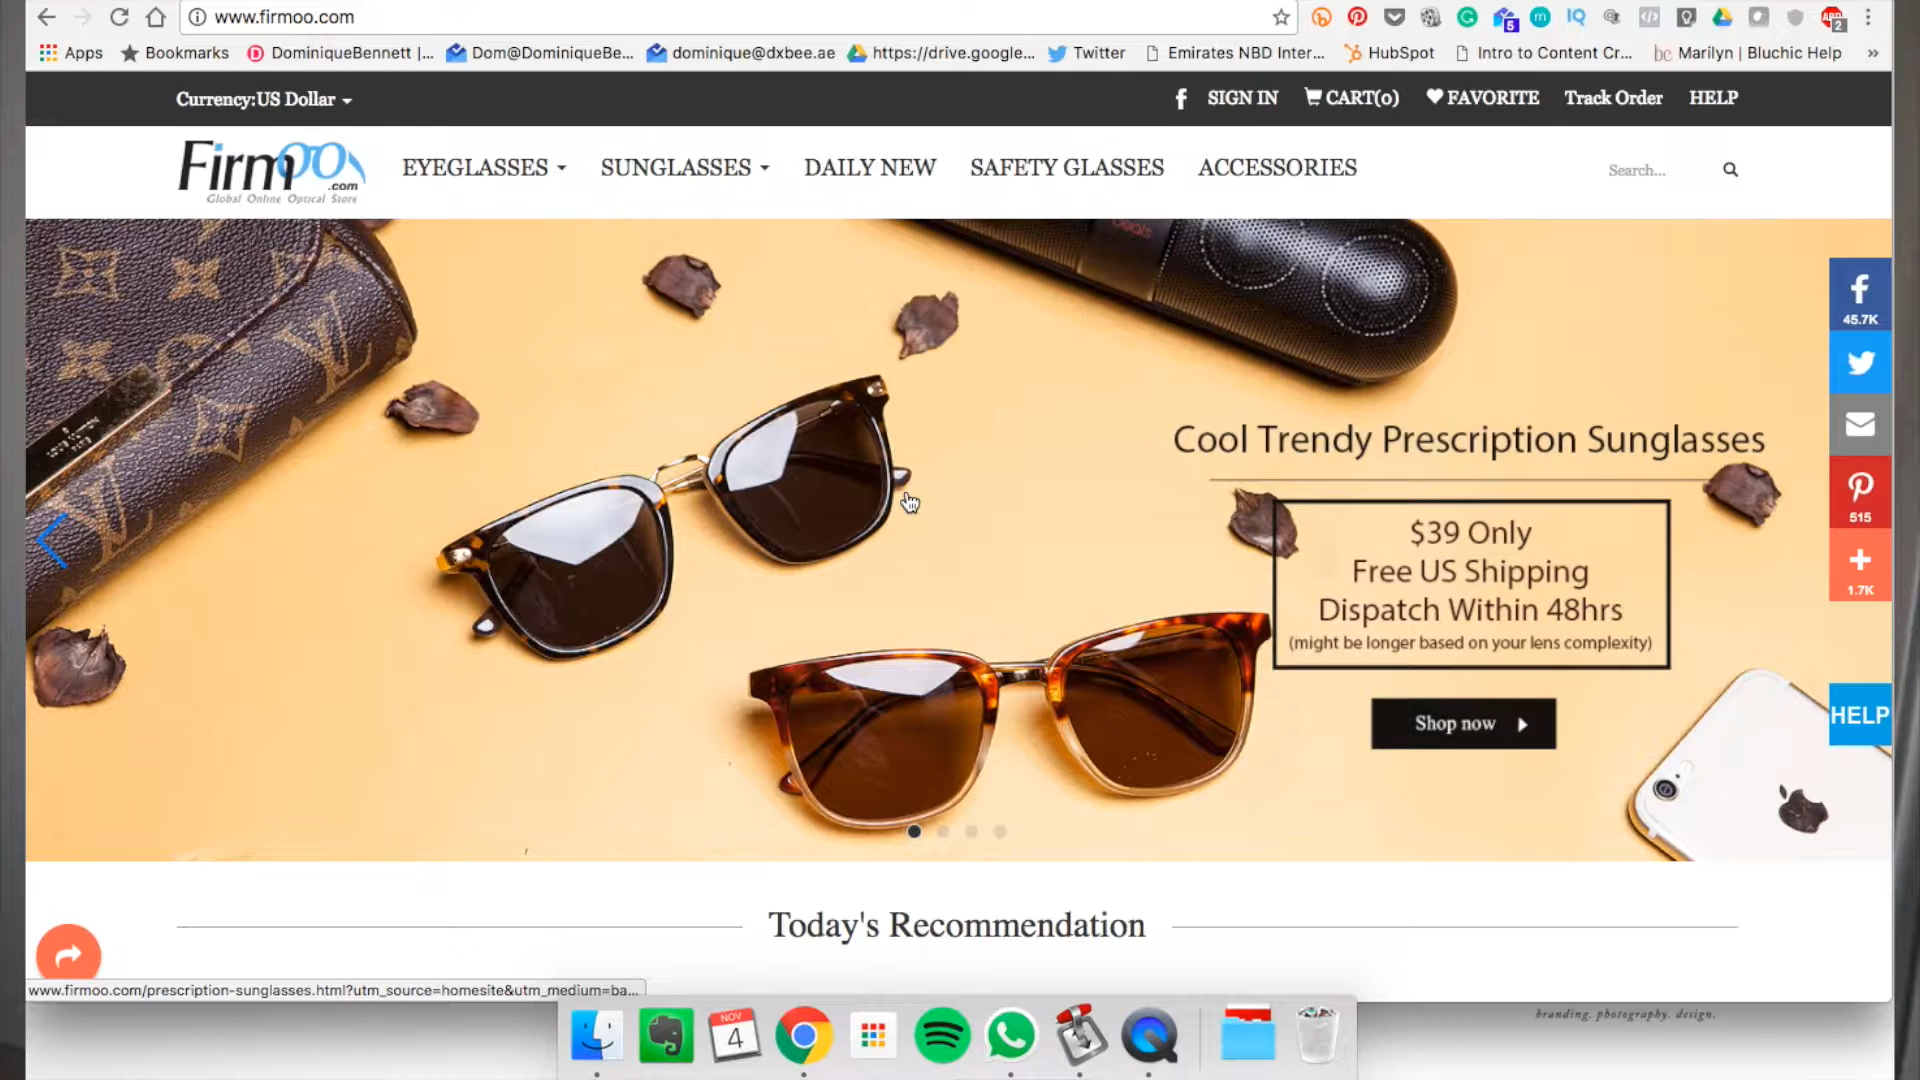 www.firmoo.com
5
2
Apps
Bookmarks
DominiqueBennett |...
Dom@DominiqueBe...
dominique@dxbee.ae
https://drive.google...
Twitter
Emirates NBD Inter...
HubSpot
Intro to Content Cr...
bc Marilyn | Bluchic Help
»
Currency:US Dollar
SIGN IN
CART(0)
FAVORITE
Track Order
HELP
Firmoo
.com
Global Online Optical Store
EYEGLASSES
SUNGLASSES
DAILY NEW
SAFETY GLASSES
ACCESSORIES
Search...
45.7K
515
1.7K
Cool Trendy Prescription Sunglasses
$39 Only
Free US Shipping
Dispatch Within 48hrs
(might be longer based on your lens complexity)
Shop now
HELP
Today's Recommendation
www.firmoo.com/prescription-sunglasses.html?utm_source=homesite&utm_medium=ba...
NOV
4
branding. photography. design.